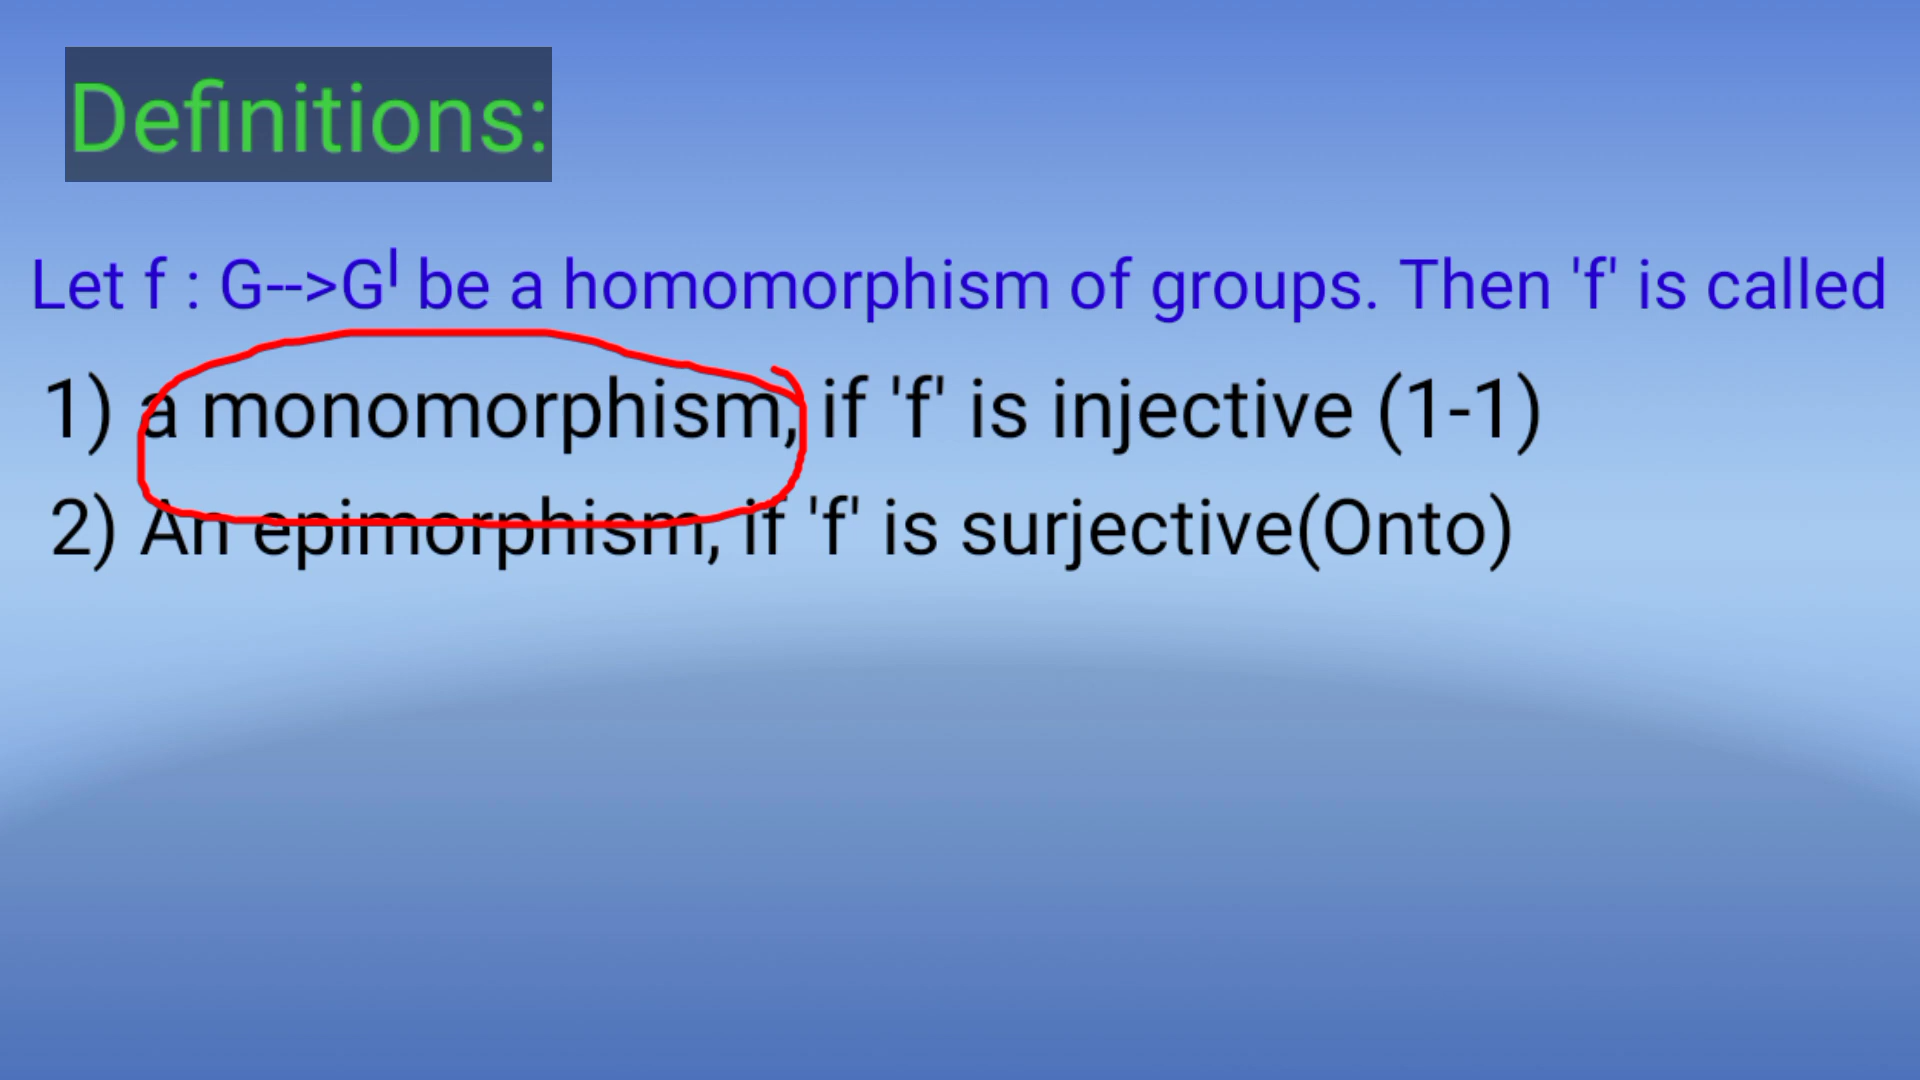 Definitions:
Let f : G-->Gˡ be a homomorphism of groups. Then 'f' is called
1) a monomorphism, if 'f' is injective (1-1)
2) An epimorphism, if 'f' is surjective(Onto)